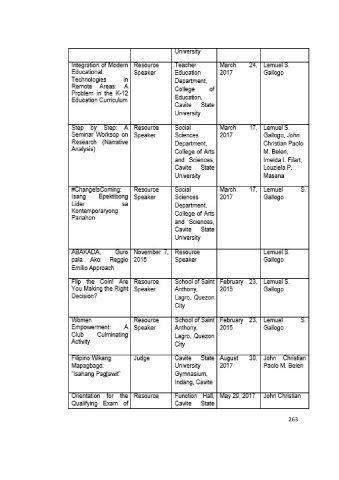 University
Integration of Modern Resource Teacher March 24, Lemuel S.
Educational Speaker Education 2017 Gallogo
Technologies in Department,
Remote Areas: A College of
Problem in the K-12 Education,
Education Curriculum Cavite State
University
Step by Step: A Resource Social March 17, Lemuel S.
Seminar Worksop on Speaker Sciences 2017 Gallogo, John
Research (Narrative Department, Christian Paolo
Analysis) College of Arts M. Belen,
and Sciences, Imelda I. Filart,
Cavite State Louziela P.
University Masana
#ChangeIsComing: Resource Social March 17, Lemuel S.
Isang Epektibong Speaker Sciences 2017 Gallogo
Lider sa Department,
Kontemporaryong College of Arts
Panahon and Sciences,
Cavite State
University
ABAKADA, Guro November 7, Resource Lemuel S.
pala Ako: Reggio 2016 Speaker Gallogo
Emilio Approach
Flip the Coin! Are Resource School of Saint February 23, Lemuel S.
You Making the Right Speaker Anthony, 2015 Gallogo
Decision? Lagro, Quezon
City
Women Resource School of Saint February 23, Lemuel S.
Empowerment: A Speaker Anthony, 2015 Gallogo
Club Culminating Lagro, Quezon
Activity City
Filipino:Wikang Judge Cavite State August 30, John Christian
Mapagbago: University 2017 Paolo M. Belen
"Isahang Pagjawit" Gymnasium,
Indang, Cavite
Orientation for the Resource Function Hall, May 29, 2017 John Christian
Qualifying Exam of Cavite State
263